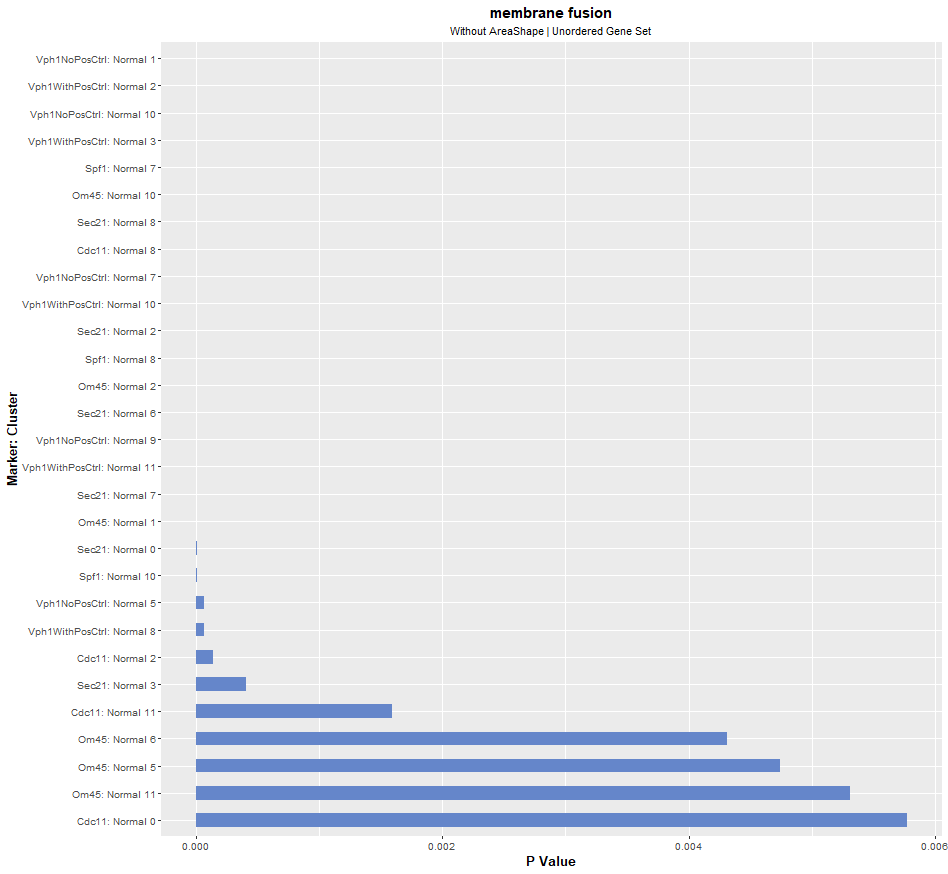 membrane fusion
Without AreaShape | Unordered Gene Set
Marker: Cluster
Vph1NoPosCtrl: Normal 1
Vph1WithPosCtrl: Normal 2
Vph1NoPosCtrl: Normal 10
Vph1WithPosCtrl: Normal 3
Spf1: Normal 7
Om45: Normal 10
Sec21: Normal 8
Cdc11: Normal 8
Vph1NoPosCtrl: Normal 7
Vph1WithPosCtrl: Normal 10
Sec21: Normal 2
Spf1: Normal 8
Om45: Normal 2
Sec21: Normal 6
Vph1NoPosCtrl: Normal 9
Vph1WithPosCtrl: Normal 11
Sec21: Normal 7
Om45: Normal 1
Sec21: Normal 0
Spf1: Normal 10
Vph1NoPosCtrl: Normal 5
Vph1WithPosCtrl: Normal 8
Cdc11: Normal 2
Sec21: Normal 3
Cdc11: Normal 11
Om45: Normal 6
Om45: Normal 5
Om45: Normal 11
Cdc11: Normal 0
0.000 0.002 0.004 0.006
P Value